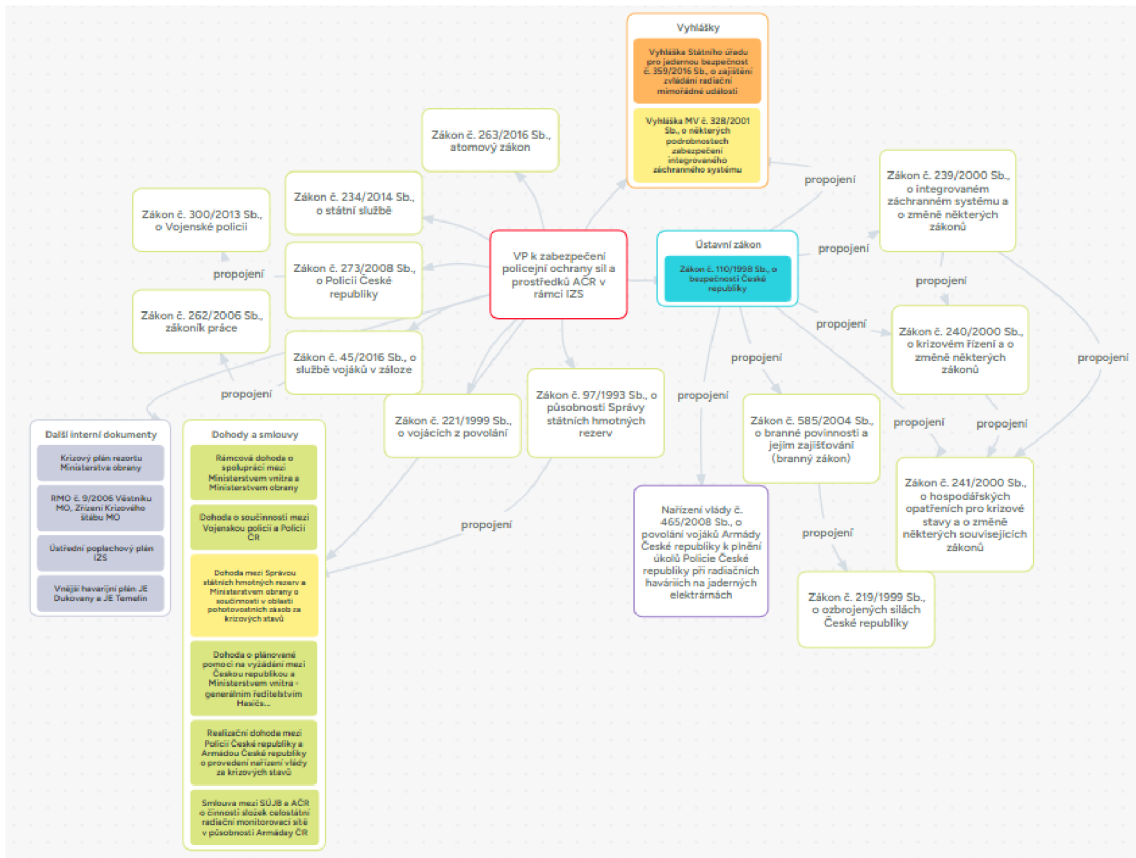 Vyhlášky
Vyhláška Státního úřadu
pro jadernou bezpečnost
č. 359/2016 Sb., o zajištění
zvládání radiační
mimořádné události
Vyhláška MV č. 328/2001
Sb., o některých
podrobnostech
zabezpečení
integrovaného
záchranného systému
Zákon č. 263/2016 Sb.,
atomový zákon
propojení
Zákon č. 239/2000 Sb.,
o integrovaném
záchranném systému a
o změně některých
zákonů
Zákon č. 234/2014 Sb.,
o státní službě
Zákon č. 300/2013 Sb.,
o Vojenské policii
VP k zabezpečení
policejní ochrany sil a
prostředků AČR v
rámci IZS
Ústavní zákon
Zákon č. 110/1998 Sb., o
bezpečnosti České
republiky
propojení
propojení
Zákon č. 273/2008 Sb.,
o Policii České
republiky
propojení
Zákon č. 262/2006 Sb.,
zákoník práce
propojení
Zákon č. 240/2000 Sb.,
o krizovém řízení a o
změně některých
zákonů
Zákon č. 45/2016 Sb., o
službě vojáků v záloze
propojení
propojení
propojení
Zákon č. 97/1993 Sb., o
působnosti Správy
státních hmotných
rezerv
propojení
Zákon č. 221/1999 Sb.,
o vojácích z povolání
Zákon č. 585/2004 Sb.,
o branné povinnosti a
jejím zajišťování
(branný zákon)
propojení
propojení
Další interní dokumenty
Krizový plán rezortu
Ministerstva obrany
RMO č. 9/2006 Věstníku
MO, Zřízení Krizového
štábu MO
Ústřední poplachový plán
IZS
Vnější havarijní plán JE
Dukovany a JE Temelín
Dohody a smlouvy
Rámcová dohoda o
spolupráci mezi
Ministerstvem vnitra a
Ministerstvem obrany
Dohoda o součinnosti mezi
Vojenskou policií a Policií
ČR
Dohoda mezi Správou
státních hmotných rezerv a
Ministerstvem obrany o
součinnosti v oblasti
pohotovostních zásob za
krizových stavů
Dohoda o plánované
pomoci na vyžádání mezi
Českou republikou a
Ministerstvem vnitra -
generálním ředitelstvím
Hasičs...
Realizační dohoda mezi
Policií České republiky a
Armádou České republiky
o provedení nařízení vlády
za krizových stavů
Smlouva mezi SÚJB a AČR
o činnosti složek celostátní
radiační monitorovací sítě
v působnosti Armáday ČR
propojení
Nařízení vlády č.
465/2008 Sb., o
povolání vojáků Armády
České republiky k plnění
úkolů Policie České
republiky při radiačních
haváriích na jaderných
elektrárnách
Zákon č. 241/2000 Sb.,
o hospodářských
opatřeních pro krizové
stavy a o změně
některých souvisejících
zákonů
propojení
Zákon č. 219/1999 Sb.,
o ozbrojených silách
České republiky